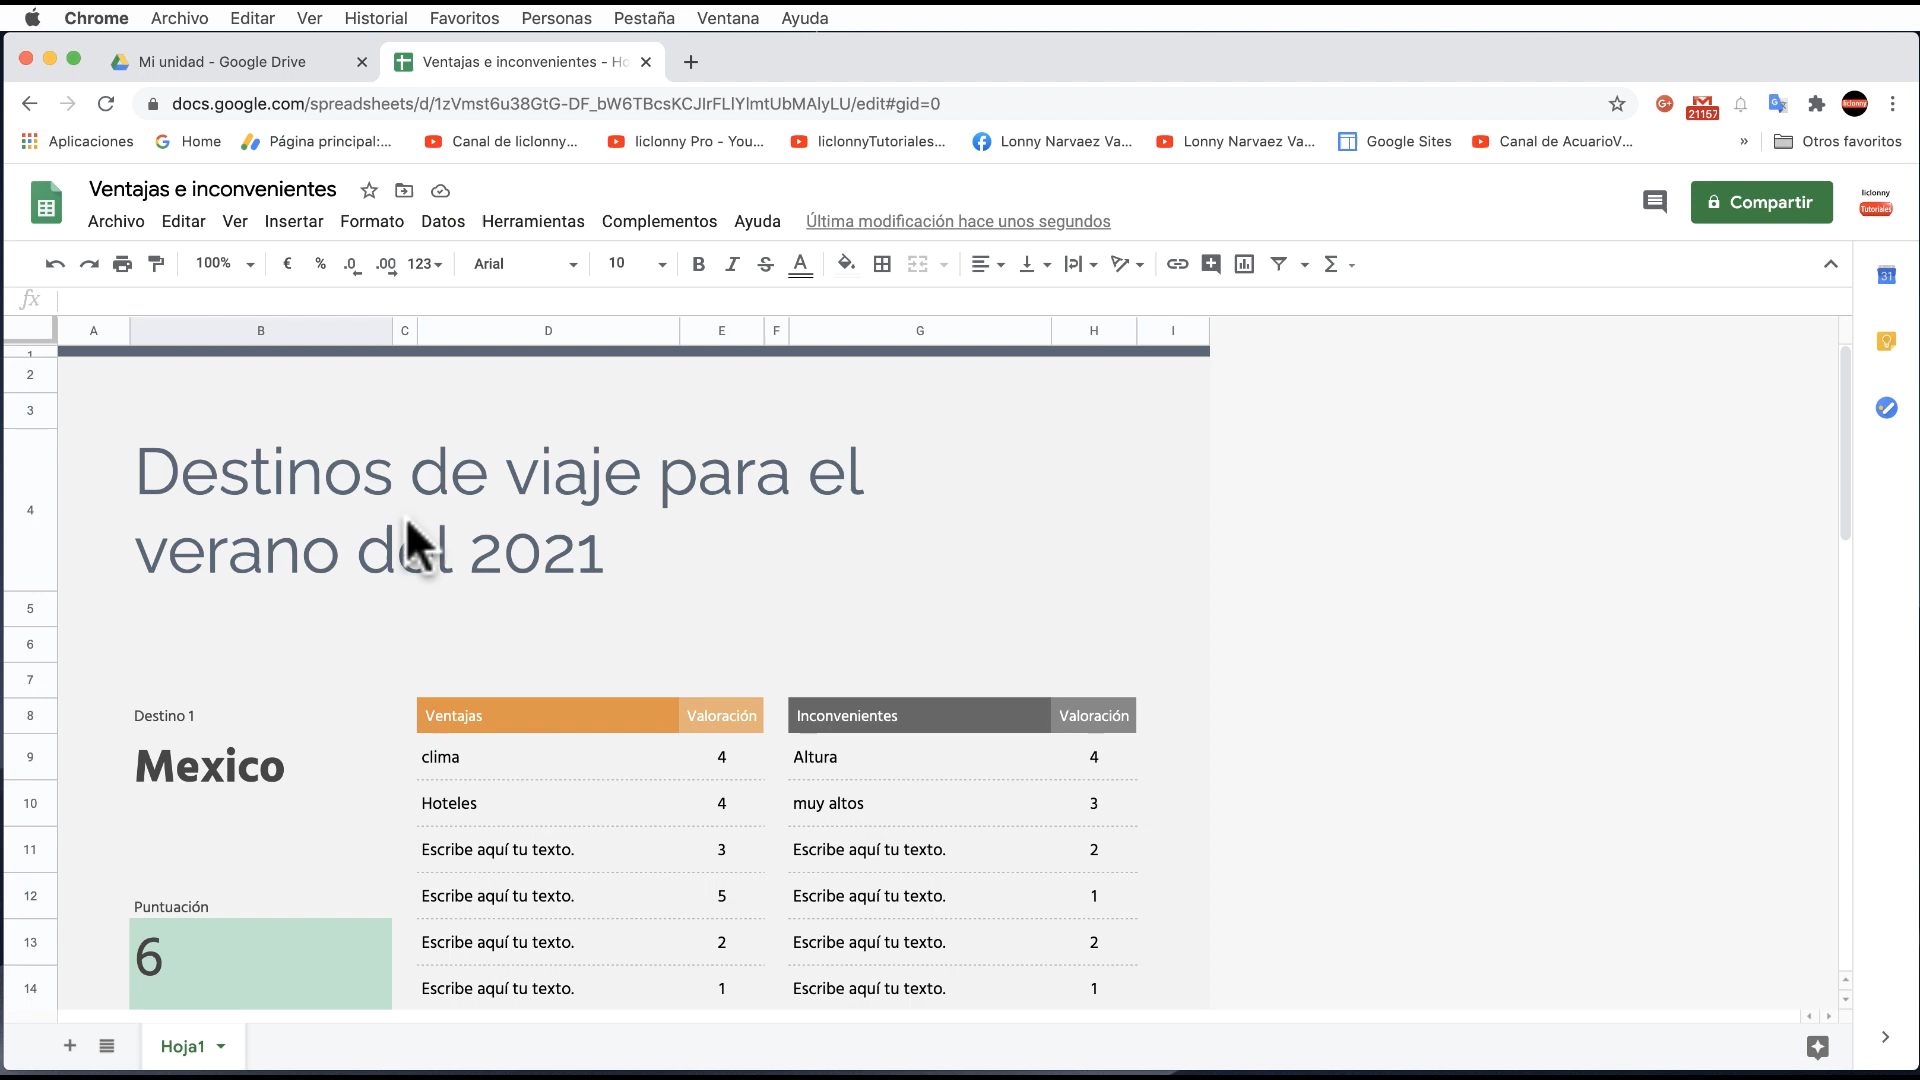 Chrome Archivo Editar Ver Historial Favoritos Personas Pestaña Ventana Ayuda
Mi unidad - Google Drive
Ventajas e inconvenientes - Ho
docs.google.com/spreadsheets/d/1zVmst6u38GtG-DF_bW6TBcsKCJIrFLlYlmtUbMAlyLU/edit#gid=0
21157
liclonny
Aplicaciones Home Página principal:... Canal de liclonny... liclonny Pro - You... liclonnyTutoriales... Lonny Narvaez Va... Lonny Narvaez Va... Google Sites Canal de AcuarioV... » Otros favoritos
Ventajas e inconvenientes
Archivo Editar Ver Insertar Formato Datos Herramientas Complementos Ayuda Última modificación hace unos segundos
Compartir
liclonny
Tutoriales
100% € % .0 .00 123 Arial 10 B I S A Σ
31
fx
A B C D E F G H I
1
2
3
Destinos de viaje para el
4
verano del 2021
5
6
7
8 Destino 1 Ventajas Valoración Inconvenientes Valoración
9 Mexico clima 4 Altura 4
10 Hoteles 4 muy altos 3
11 Escribe aquí tu texto. 3 Escribe aquí tu texto. 2
12 Escribe aquí tu texto. 5 Escribe aquí tu texto. 1
Puntuación
13 6 Escribe aquí tu texto. 2 Escribe aquí tu texto. 2
14 Escribe aquí tu texto. 1 Escribe aquí tu texto. 1
Hoja1